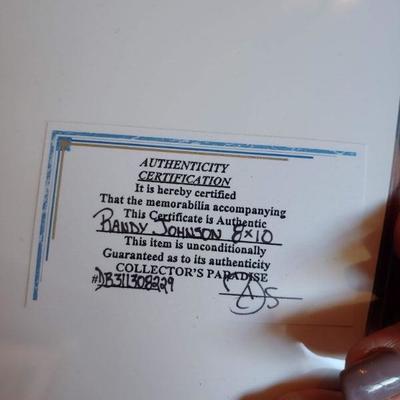 AUTHENTICITY
CERTIFICATION
It is hereby certified
That the memorabilia accompanying
This Certificate is Authentic
RANDY JOHNSON 8x10
This item is unconditionally
Guaranteed as to its authenticity
COLLECTOR'S PARADISE
#DB311308229